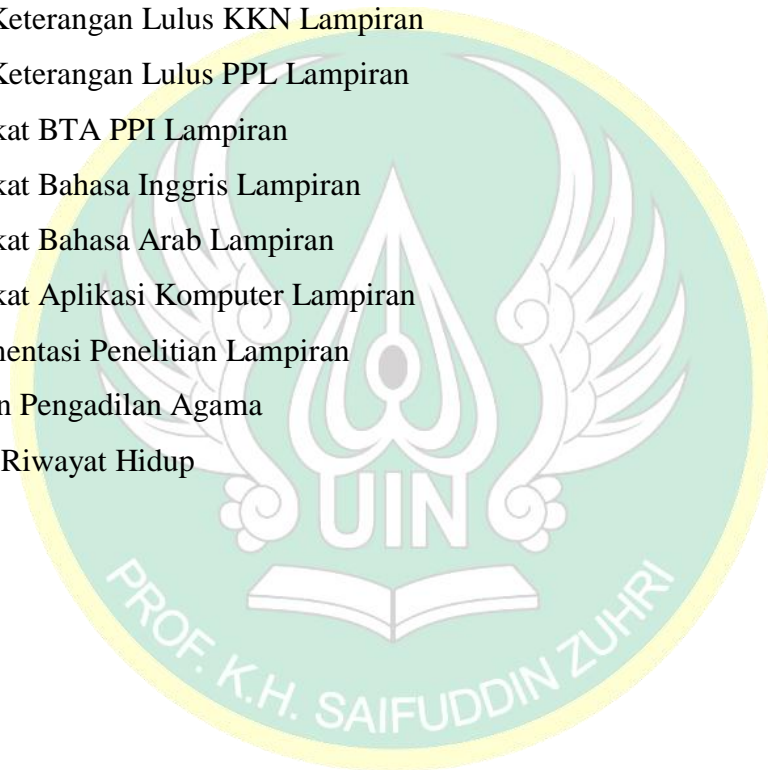 Keterangan Lulus KKN Lampiran
Keterangan Lulus PPL Lampiran
kat BTA PPI Lampiran
kat Bahasa Inggris Lampiran
kat Bahasa Arab Lampiran
kat Aplikasi Komputer Lampiran
nentasi Penelitian Lampiran
n Pengadilan Agama
Riwayat Hidup
UIN
PROF. K.H. SAIFUDDIN ZUHRI